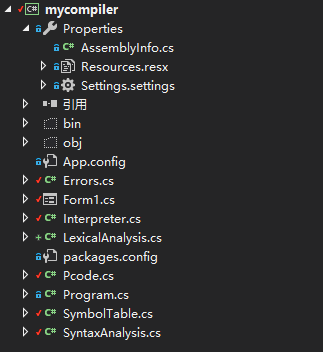 mycompiler
Properties
AssemblyInfo.cs
Resources.resx
Settings.settings
引用
bin
obj
App.config
Errors.cs
Form1.cs
Interpreter.cs
LexicalAnalysis.cs
packages.config
Pcode.cs
Program.cs
SymbolTable.cs
SyntaxAnalysis.cs